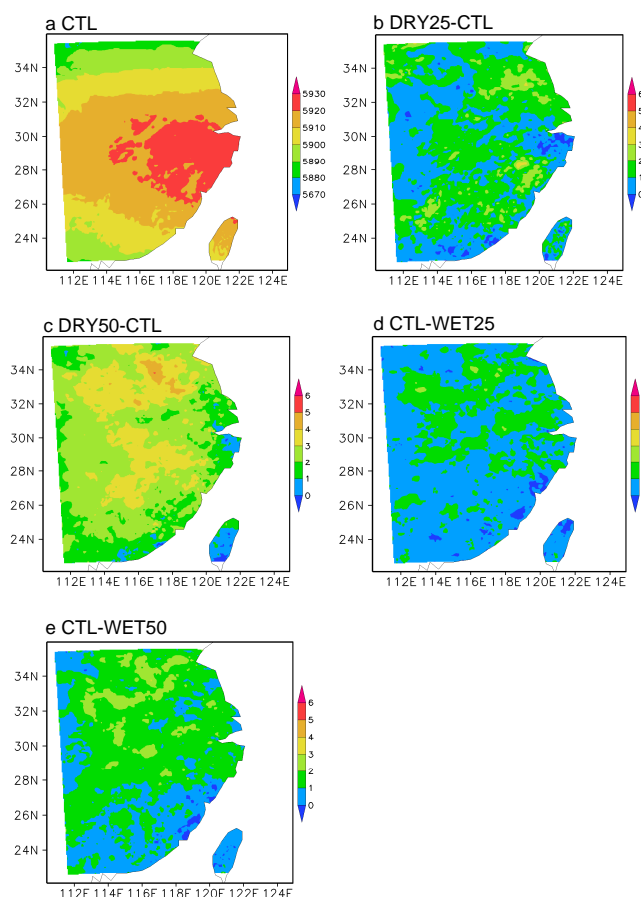 a CTL
b DRY25-CTL
34N
32N
30N
28N
26N
24N
112E 114E 116E 118E 120E 122E 124E
5930
5920
5910
5900
5890
5880
5670
34N
32N
30N
28N
26N
24N
112E 114E 116E 118E 120E 122E 124E
c DRY50-CTL
d CTL-WET25
34N
32N
30N
28N
26N
24N
112E 114E 116E 118E 120E 122E 124E
6
5
4
3
2
1
0
34N
32N
30N
28N
26N
24N
112E 114E 116E 118E 120E 122E 124E
e CTL-WET50
34N
32N
30N
28N
26N
24N
112E 114E 116E 118E 120E 122E 124E
6
5
4
3
2
1
0